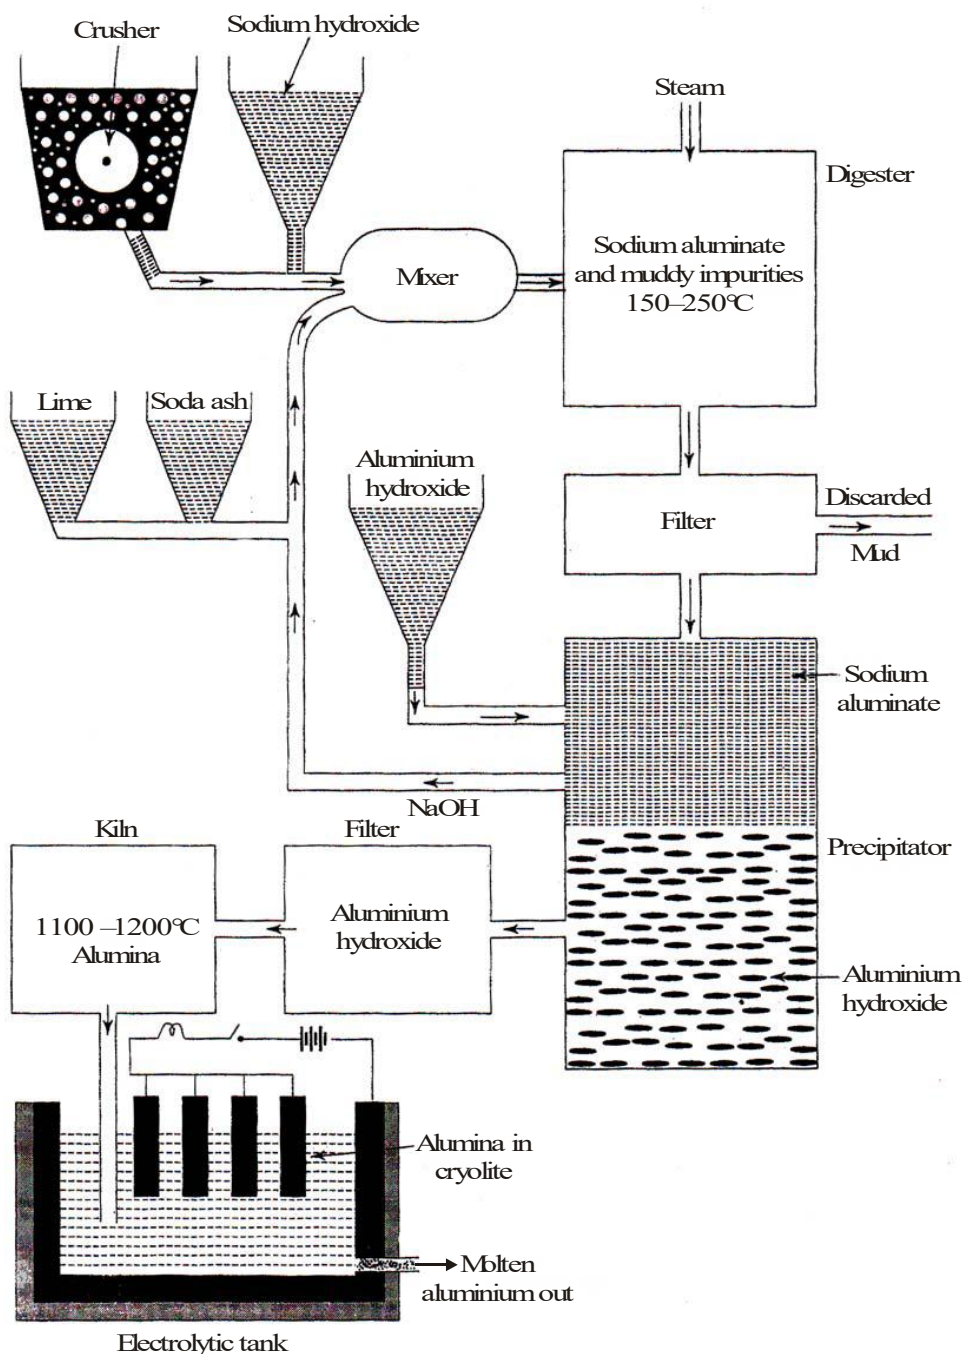 Crusher
Sodium hydroxide
Steam
Digester
Sodium aluminate
and muddy impurities
150–250°C
Mixer
Lime
Soda ash
Aluminium
hydroxide
Filter
Discarded
Mud
Sodium
aluminate
NaOH
Kiln
Filter
Precipitator
1100 –1200°C
Alumina
Aluminium
hydroxide
Aluminium
hydroxide
Alumina in
cryolite
Molten
aluminium out
Electrolytic tank